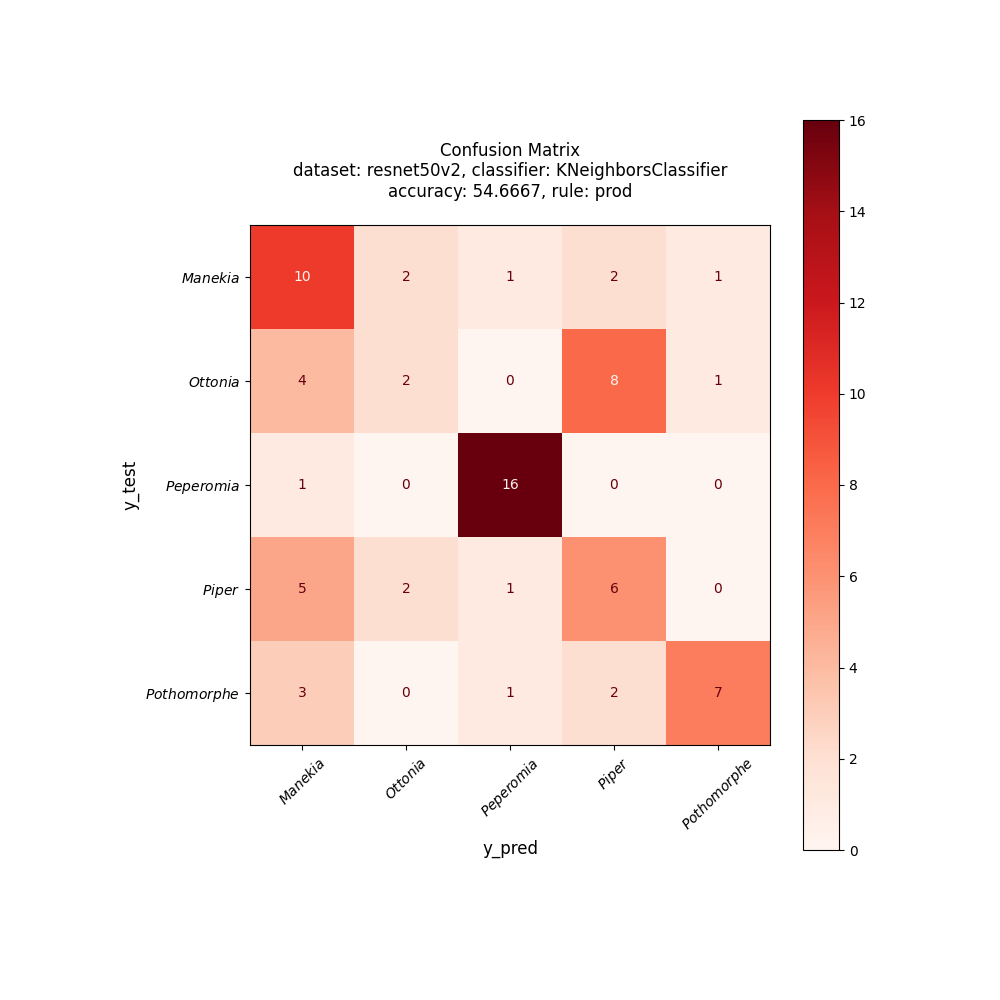 Confusion Matrix
dataset: resnet50v2, classifier: KNeighborsClassifier
accuracy: 54.6667, rule: prod
y_test
Manekia 10 2 1 2 1
Ottonia 4 2 0 8 1
Peperomia 1 0 16 0 0
Piper 5 2 1 6 0
Pothomorphe 3 0 1 2 7
Manekia Ottonia Peperomia Piper Pothomorphe
y_pred
16
14
12
10
8
6
4
2
0